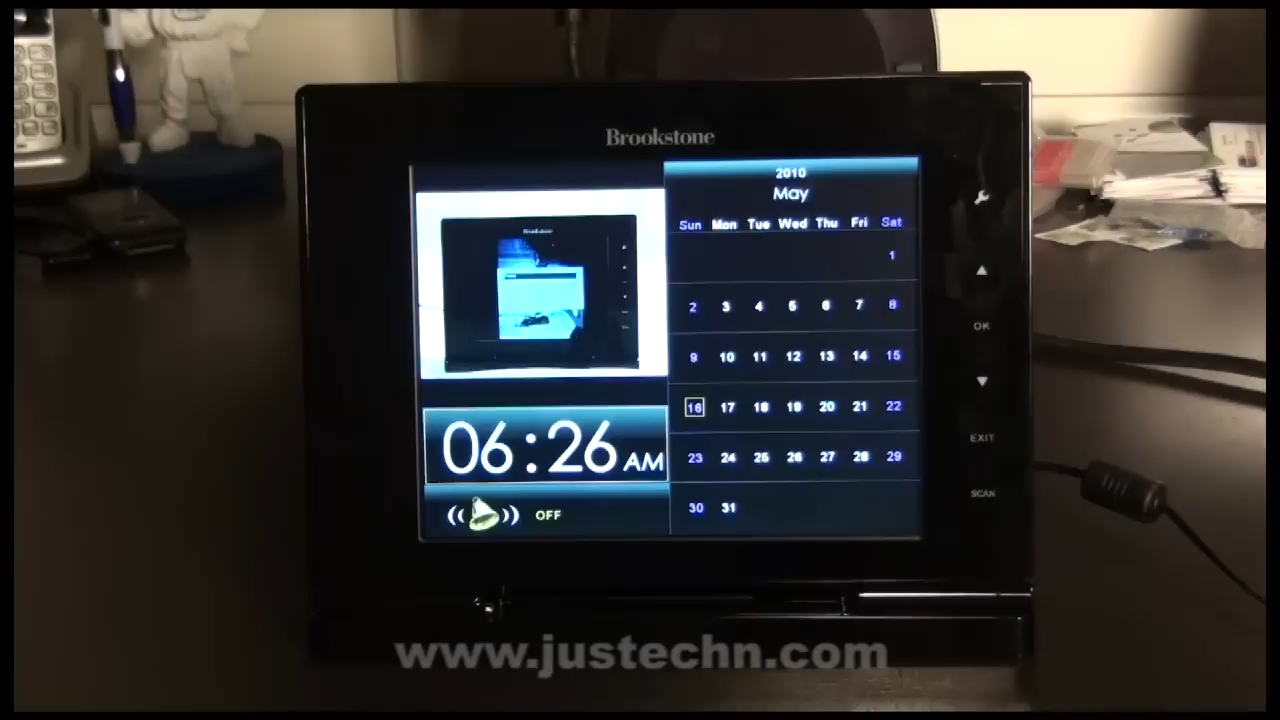 Brookstone
2010
May
Sun Mon Tue Wed Thu Fri Sat
1
2 3 4 5 6 7 8
9 10 11 12 13 14 15
16 17 18 19 20 21 22
23 24 25 26 27 28 29
30 31
Brookstone
06:26 AM
OFF
OK
EXIT
SCAN
www.justechn.com